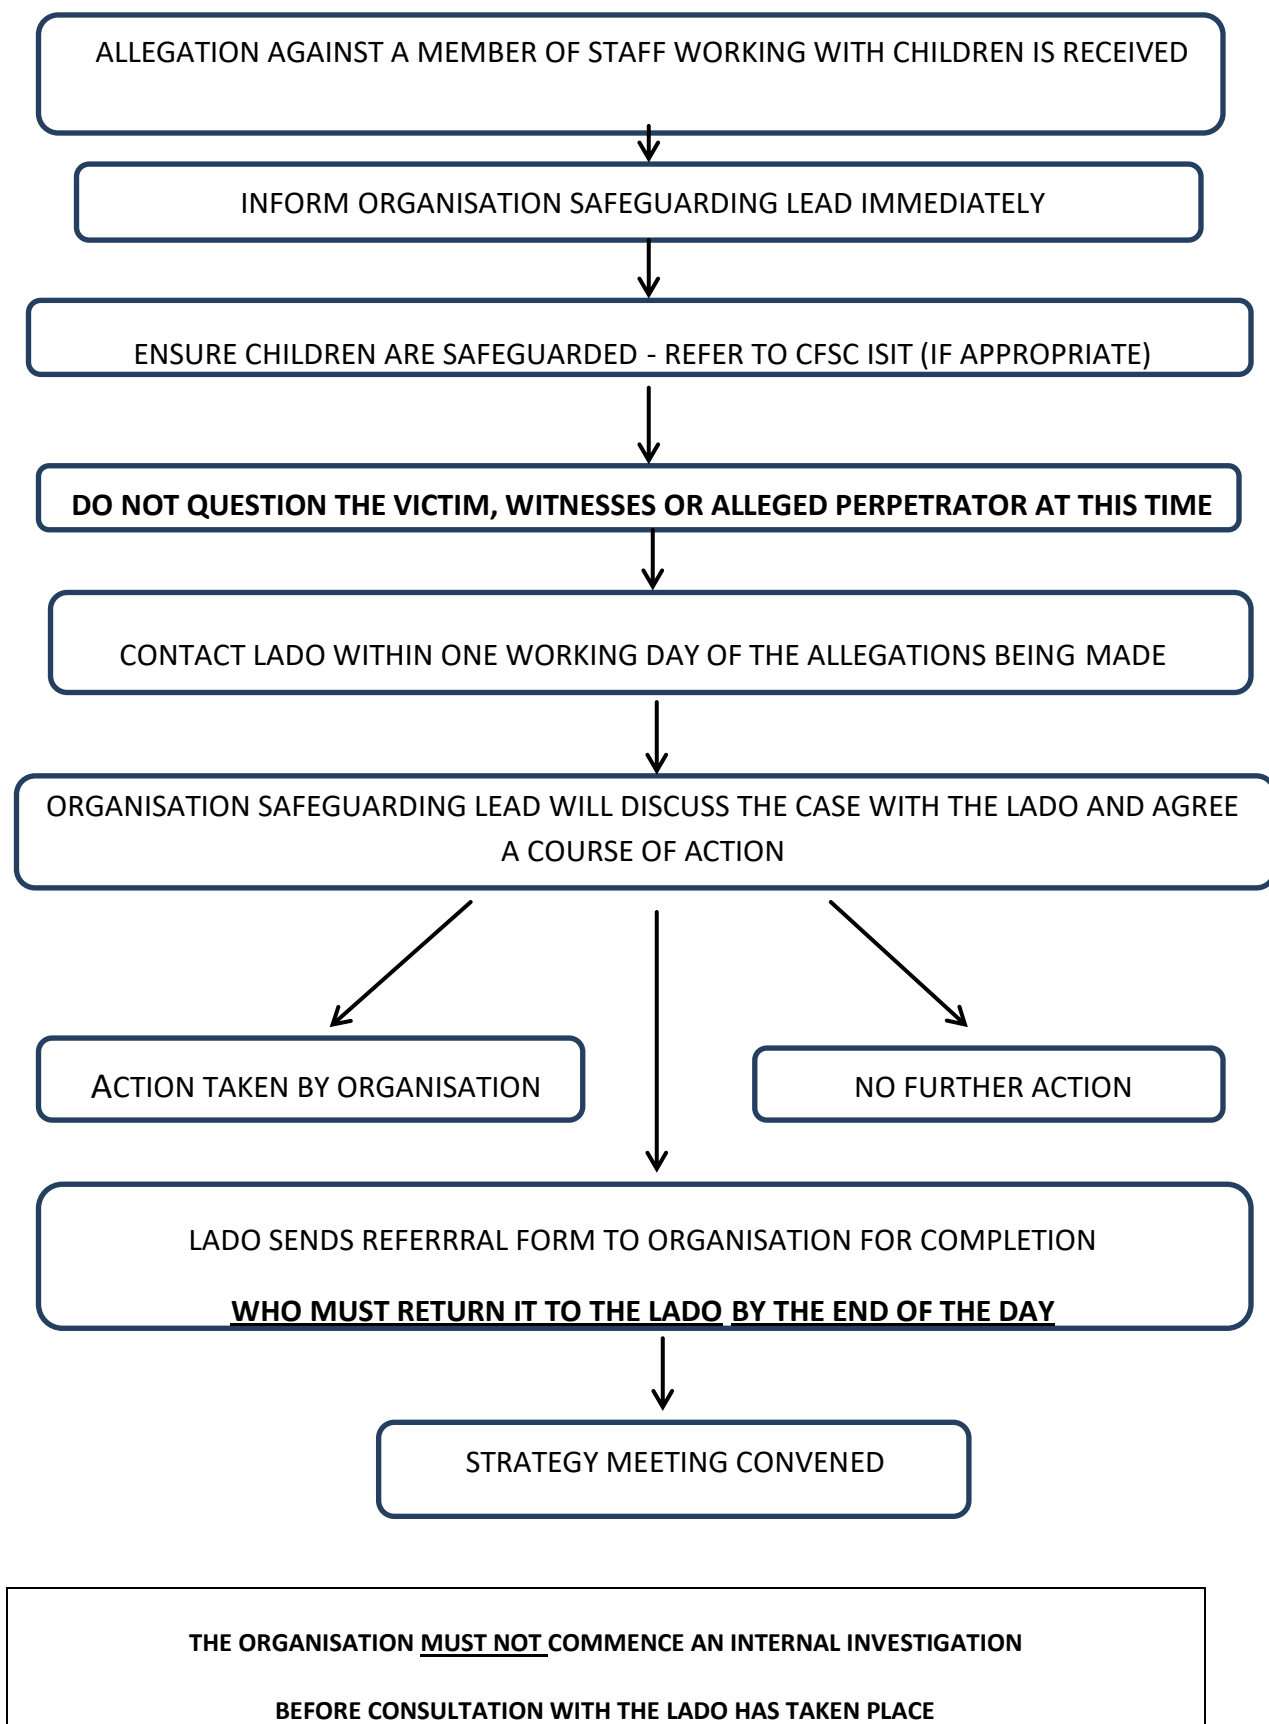 ALLEGATION AGAINST A MEMBER OF STAFF WORKING WITH CHILDREN IS RECEIVED
INFORM ORGANISATION SAFEGUARDING LEAD IMMEDIATELY
ENSURE CHILDREN ARE SAFEGUARDED - REFER TO CFSC ISIT (IF APPROPRIATE)
DO NOT QUESTION THE VICTIM, WITNESSES OR ALLEGED PERPETRATOR AT THIS TIME
CONTACT LADO WITHIN ONE WORKING DAY OF THE ALLEGATIONS BEING MADE
ORGANISATION SAFEGUARDING LEAD WILL DISCUSS THE CASE WITH THE LADO AND AGREE
A COURSE OF ACTION
ACTION TAKEN BY ORGANISATION
NO FURTHER ACTION
LADO SENDS REFERRRAL FORM TO ORGANISATION FOR COMPLETION
WHO MUST RETURN IT TO THE LADO BY THE END OF THE DAY
STRATEGY MEETING CONVENED
THE ORGANISATION MUST NOT COMMENCE AN INTERNAL INVESTIGATION
BEFORE CONSULTATION WITH THE LADO HAS TAKEN PLACE